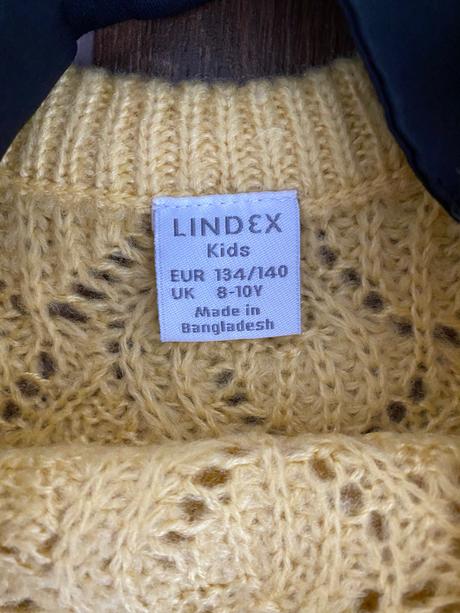 LINDEX
Kids
EUR 134/140
UK 8-10Y
Made in
Bangladesh